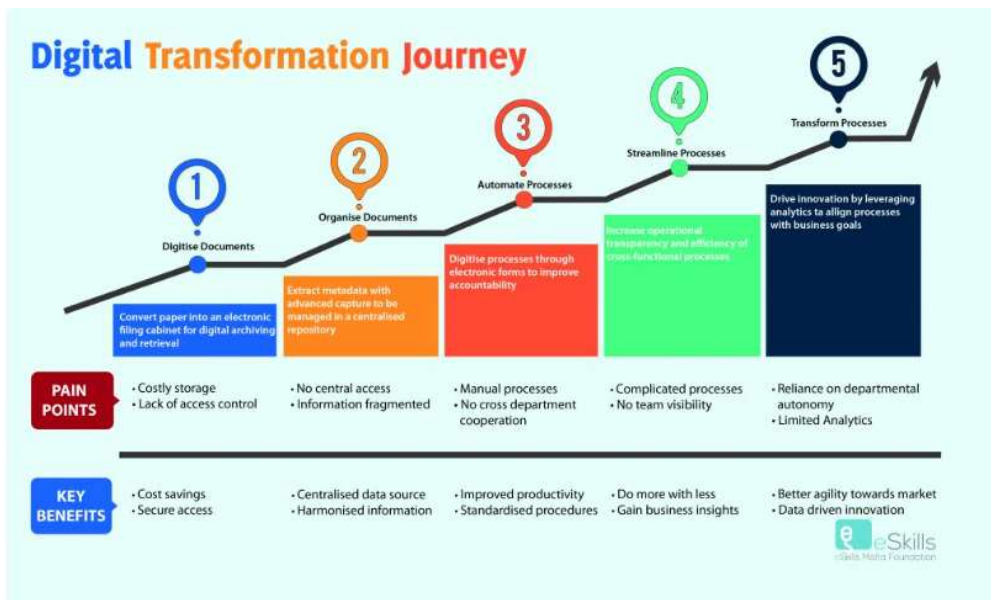 Digital Transformation Journey
1
Digitise Documents
Convert paper into an electronic
filing cabinet for digital archiving
and retrieval
2
Organise Documents
Extract metadata with
advanced capture to be
managed in a centralised
repository
3
Automate Processes
Digitise processes through
electronic forms to improve
accountability
4
Streamline Processes
Increase operational
transparency and efficiency of
cross-functional processes
5
Transform Processes
Drive innovation by leveraging
analytics ta allign processes
with business goals
PAIN
POINTS
• Costly storage
• Lack of access control
• No central access
• Information fragmented
• Manual processes
• No cross department
cooperation
• Complicated processes
• No team visibility
• Reliance on departmental
autonomy
• Limited Analytics
KEY
BENEFITS
• Cost savings
• Secure access
• Centralised data source
• Harmonised information
• Improved productivity
• Standardised procedures
• Do more with less
• Gain business insights
• Better agility towards market
• Data driven innovation
eSkills
eSkills Malta Foundation